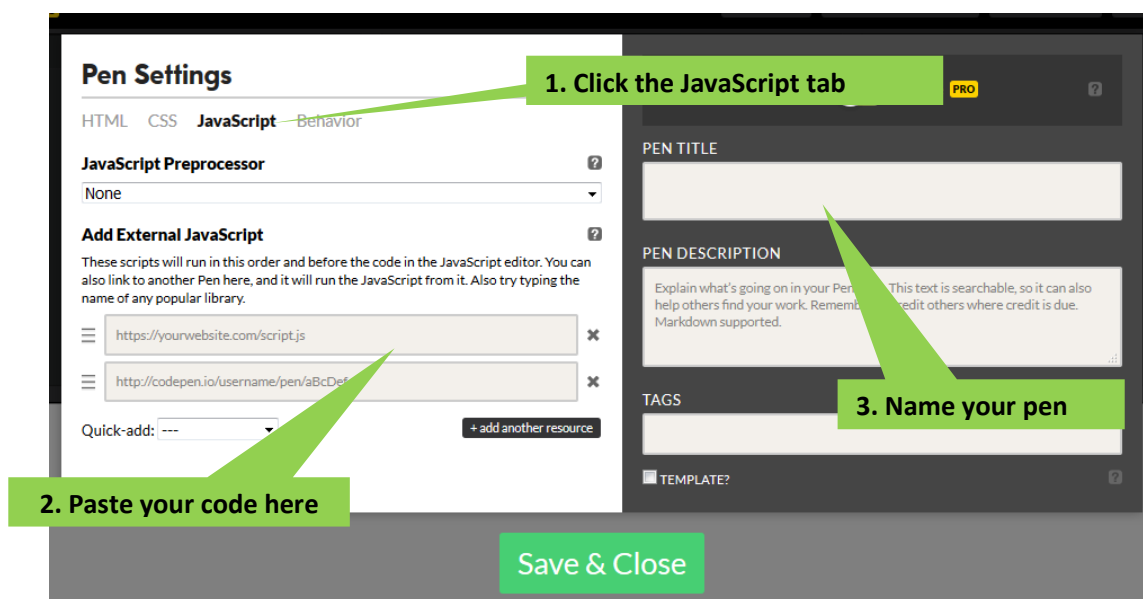 Pen Settings
1. Click the JavaScript tab
PRO
?
HTML CSS JavaScript Behavior
JavaScript Preprocessor
?
None
Add External JavaScript
?
These scripts will run in this order and before the code in the JavaScript editor. You can
also link to another Pen here, and it will run the JavaScript from it. Also try typing the
name of any popular library.
https://yourwebsite.com/script.js
http://codepen.io/username/pen/aBcDef
Quick-add: ---
+ add another resource
2. Paste your code here
PEN TITLE
PEN DESCRIPTION
Explain what's going on in your Pen This text is searchable, so it can also
help others find your work. Remember credit others where credit is due.
Markdown supported.
TAGS
3. Name your pen
TEMPLATE?
?
Save & Close